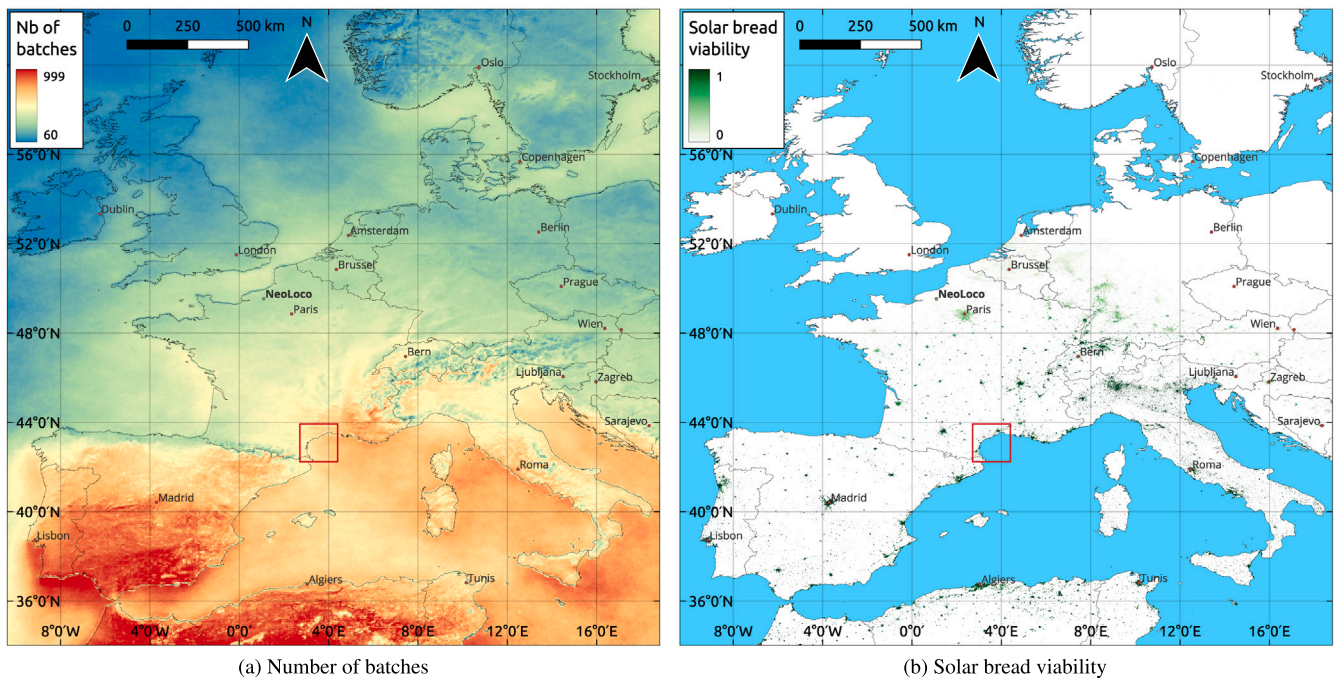 Nb of
batches
999
60
0 250 500 km
N
Oslo
Stockholm
56°0'N
Copenhagen
Dublin
52°0'N
Amsterdam
Berlin
London
Brussel
NeoLoco
Prague
Paris
48°0'N
Wien
Bern
Ljubljana
Zagreb
44°0'N
Sarajevo
Roma
Madrid
40°0'N
Lisbon
Algiers
Tunis
36°0'N
8°0'W 4°0'W 0°0' 4°0'E 8°0'E 12°0'E 16°0'E
(a) Number of batches
Solar bread
viability
1
0
0 250 500 km
N
Oslo
Stockholm
56°0'N
Copenhagen
Dublin
52°0'N
Amsterdam
Berlin
London
Brussel
NeoLoco
Prague
Paris
48°0'N
Wien
Bern
Ljubljana
Zagreb
44°0'N
Sarajevo
Roma
Madrid
40°0'N
Lisbon
Algiers
Tunis
36°0'N
8°0'W 4°0'W 0°0' 4°0'E 8°0'E 12°0'E 16°0'E
(b) Solar bread viability